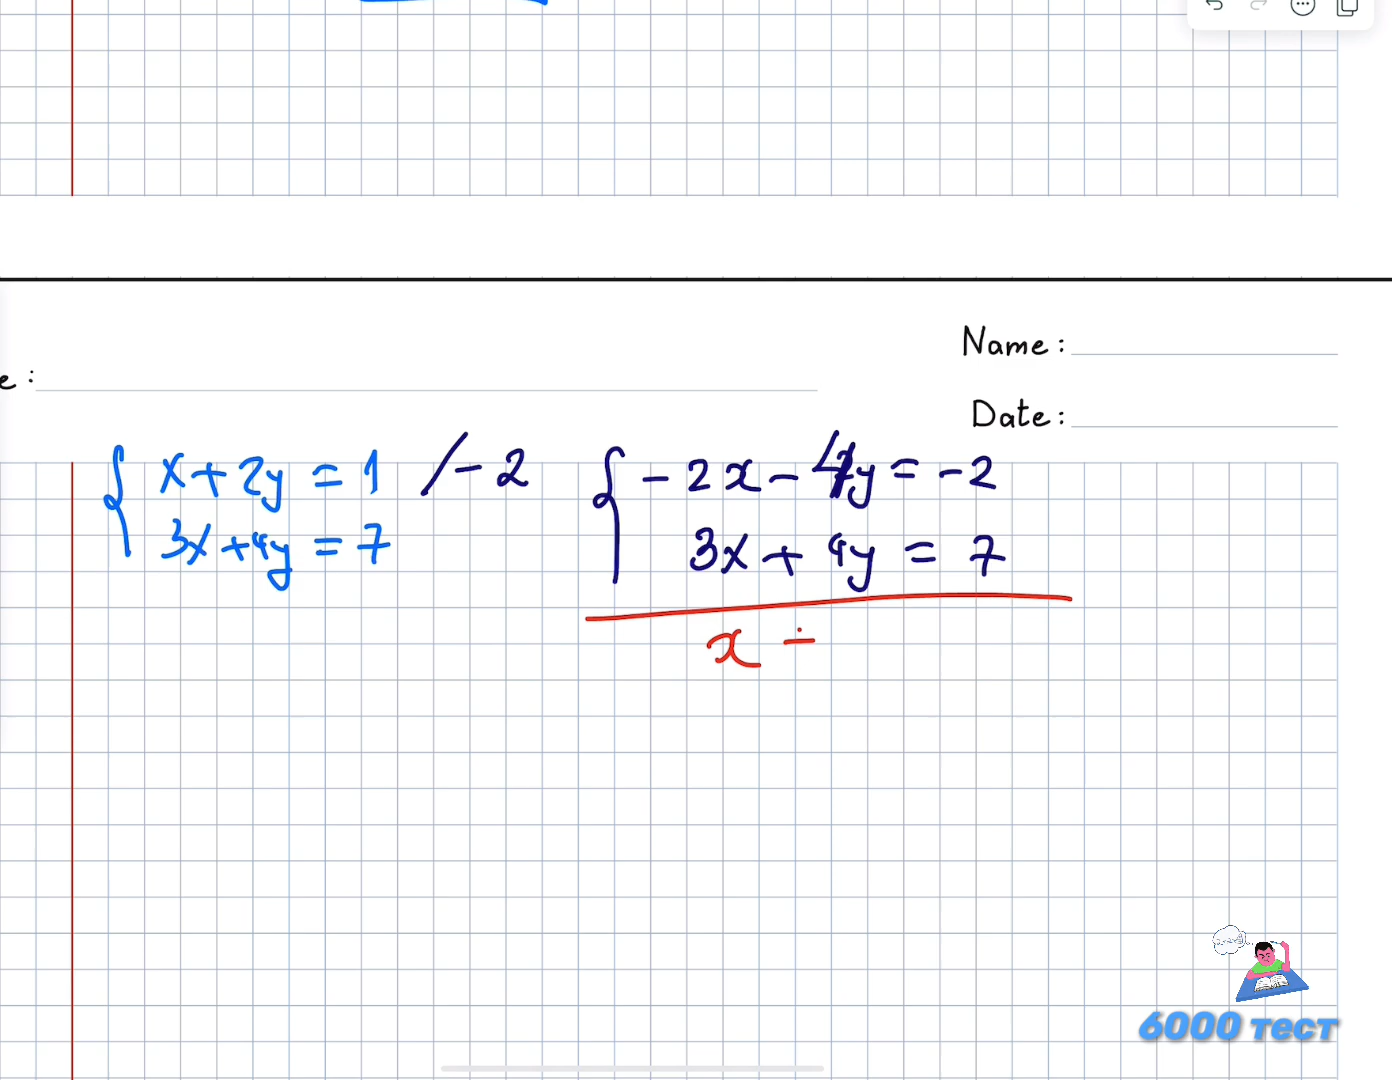 Name:
e :
Date:
{ x + 2y = 1 / - 2
3x + 4y = 7
{ - 2x - 4y = - 2
3x + 4y = 7
x =
6000 тест